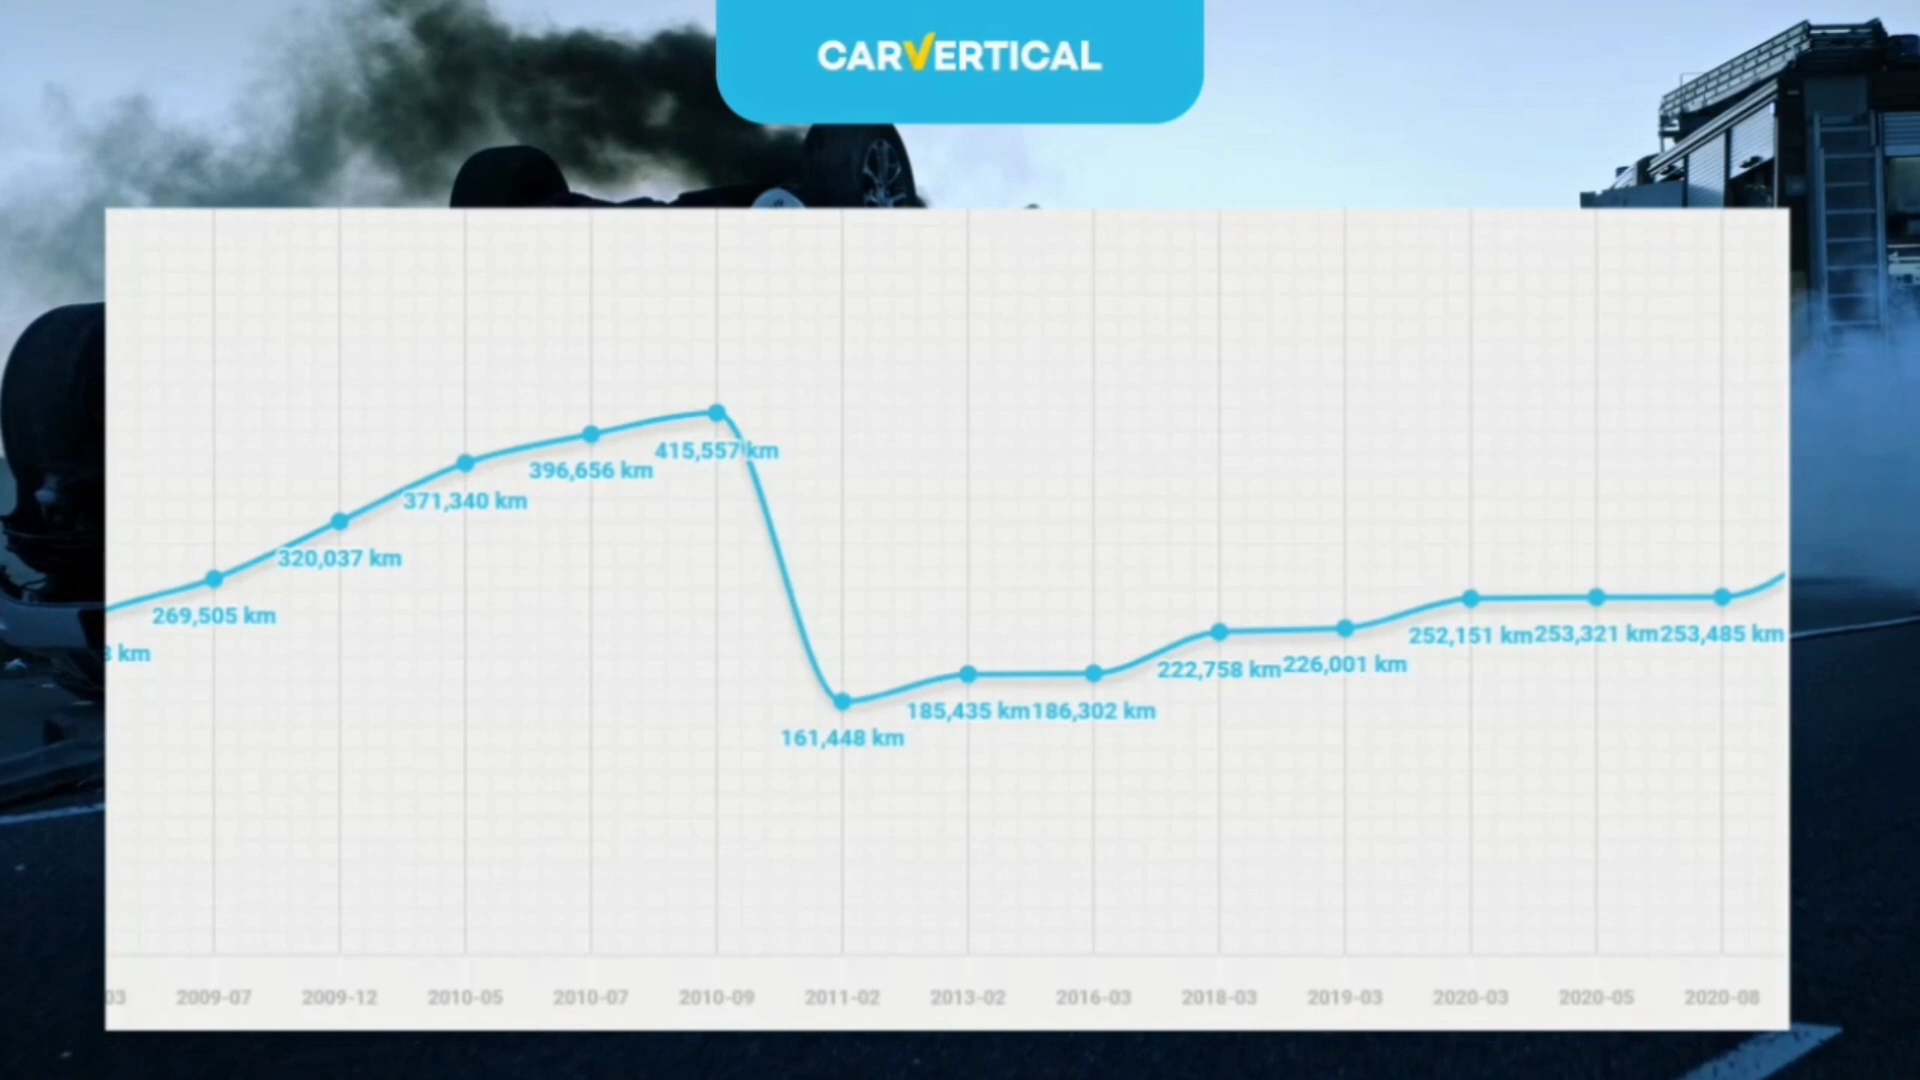 CARVERTICAL
415,557 km
396,656 km
371,340 km
320,037 km
269,505 km
km
161,448 km
185,435 km
186,302 km
222,758 km
226,001 km
252,151 km
253,321 km
253,485 km
03 2009-07 2009-12 2010-05 2010-07 2010-09 2011-02 2013-02 2016-03 2018-03 2019-03 2020-03 2020-05 2020-08